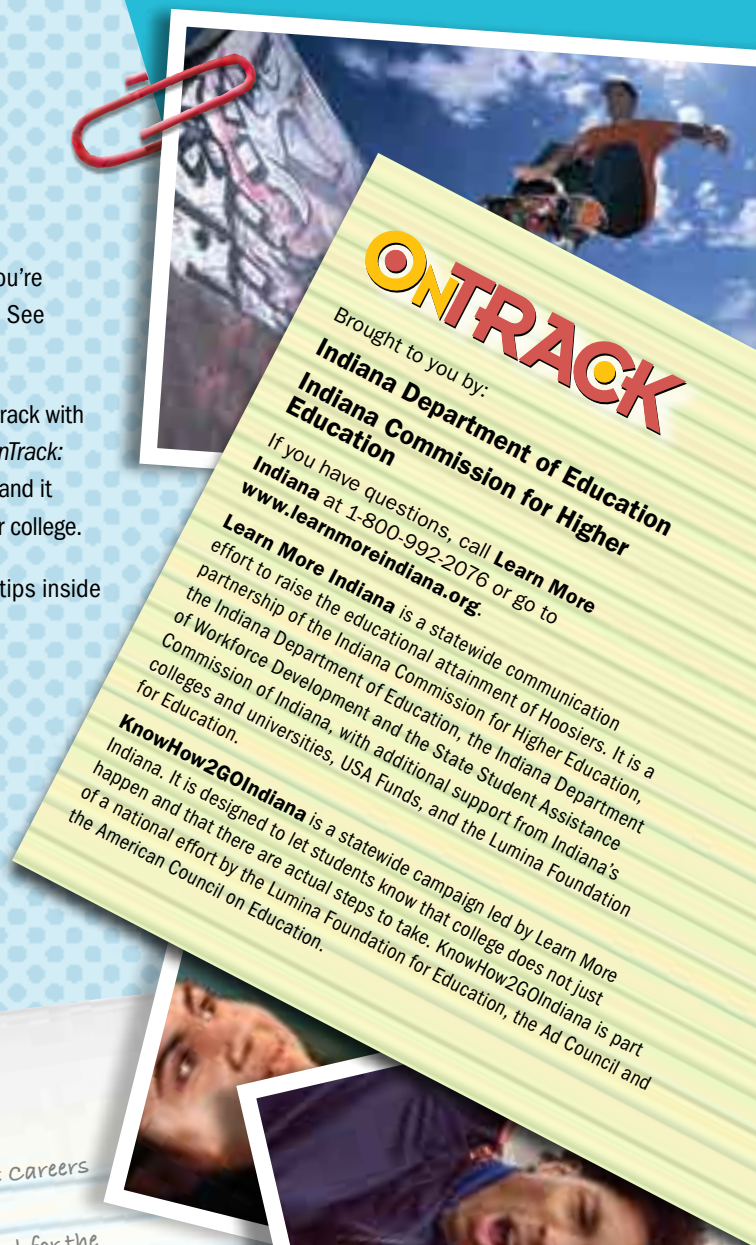 ou're
See
rack with
nTrack:
and it
r college.
tips inside
ONTRACK
Brought to you by:
Indiana Department of Education
Indiana Commission for Higher
Education
If you have questions, call Learn More
Indiana at 1-800-992-2076 or go to
www.learnmoreindiana.org.
Learn More Indiana is a statewide communication
effort to raise the educational attainment of Hoosiers. It is a
partnership of the Indiana Commission for Higher Education,
the Indiana Department of Education, the Indiana Department
of Workforce Development and the State Student Assistance
Commission of Indiana, with additional support from Indiana's
colleges and universities, USA Funds, and the Lumina Foundation
for Education.
KnowHow2GOIndiana is a statewide campaign led by Learn More
Indiana. It is designed to let students know that college does not just
happen and that there are actual steps to take. KnowHow2GOIndiana is part
of a national effort by the Lumina Foundation for Education, the Ad Council and
the American Council on Education.
careers
for the